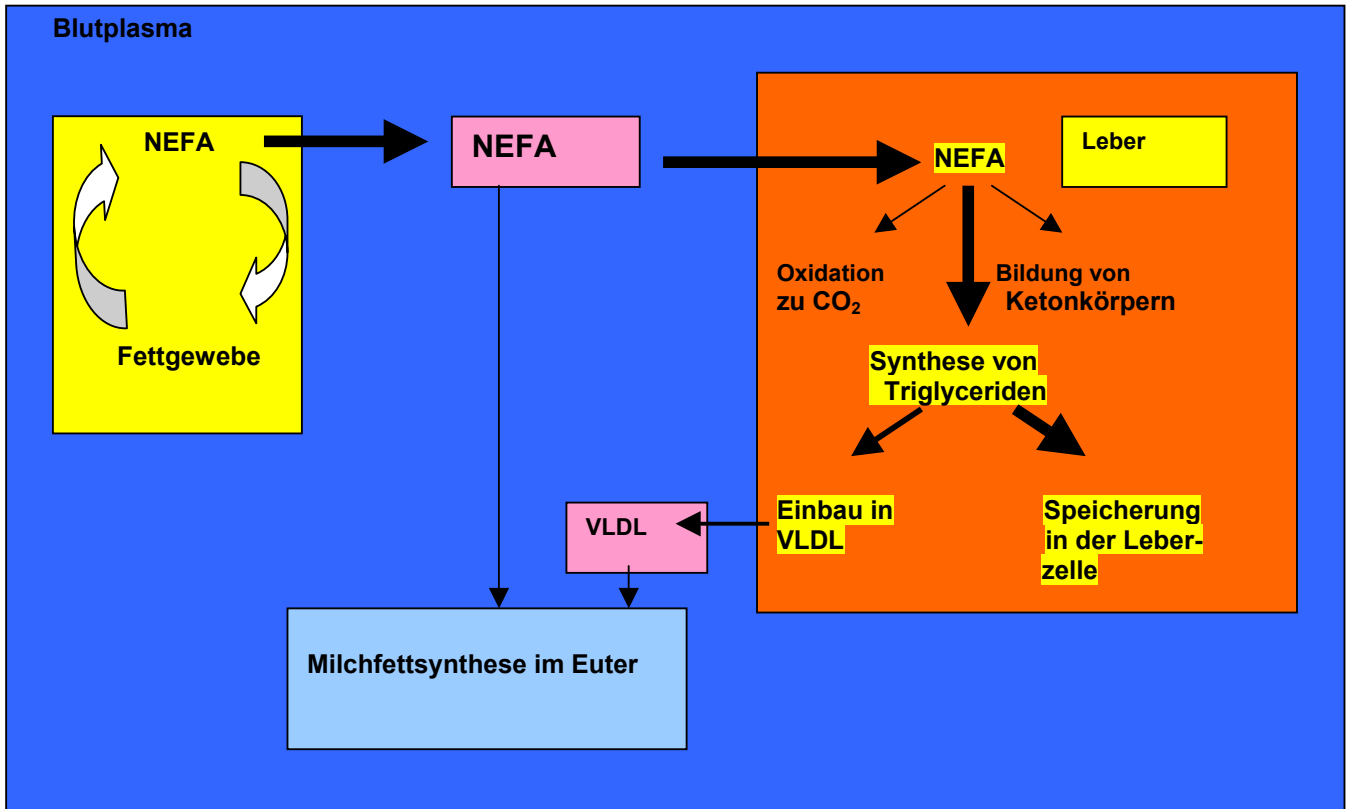 Blutplasma
NEFA
Fettgewebe
NEFA
NEFA
Leber
Oxidation
zu CO₂
Bildung von
Ketonkörpern
Synthese von
Triglyceriden
Einbau in
VLDL
Speicherung
in der Leber-
zelle
VLDL
Milchfettsynthese im Euter